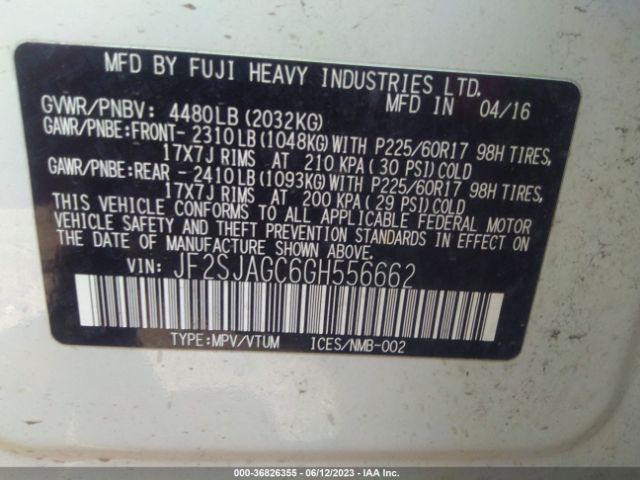 MFD BY FUJI HEAVY INDUSTRIES LTD.
MFD IN 04/16
GVWR/PNBV: 4480LB (2032KG)
GAWR/PNBE:FRONT- 2310LB (1048KG)WITH P225/60R17 98H TIRES,
17X7J RIMS AT 210 KPA ( 30 PSI)COLD
GAWR/PNBE:REAR - 2410LB (1093KG)WITH P225/60R17 98H TIRES,
17X7J RIMS AT 200 KPA ( 29 PSI)COLD
THIS VEHICLE CONFORMS TO ALL APPLICABLE FEDERAL MOTOR
VEHICLE SAFETY AND THEFT PREVENTION STANDARDS IN EFFECT ON
THE DATE OF MANUFACTURE SHOWN ABOVE.
VIN: JF2SJAGC6GH556662
TYPE:MPV/VTUM ICES/NMB-002
000-36826355 - 06/12/2023 - IAA Inc.